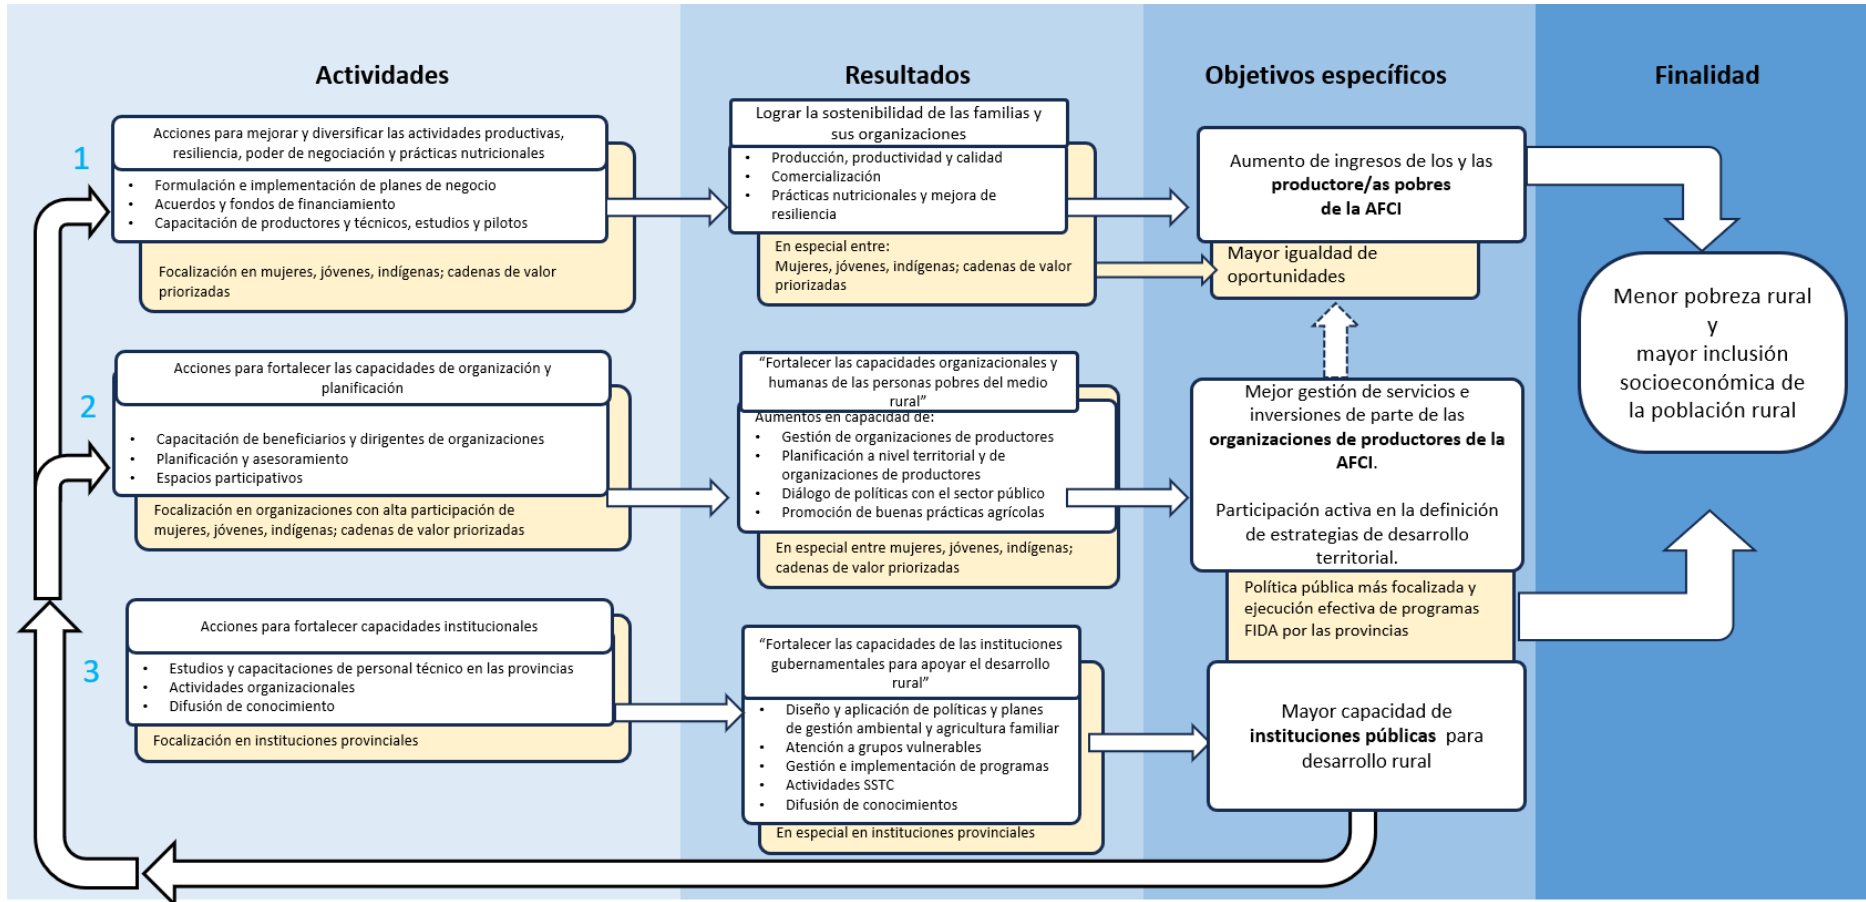 Actividades
Resultados
Objetivos específicos
Finalidad
1
Acciones para mejorar y diversificar las actividades productivas,
resiliencia, poder de negociación y prácticas nutricionales
• Formulación e implementación de planes de negocio
• Acuerdos y fondos de financiamiento
• Capacitación de productores y técnicos, estudios y pilotos
Focalización en mujeres, jóvenes, indígenas; cadenas de valor
priorizadas
Lograr la sostenibilidad de las familias y
sus organizaciones
• Producción, productividad y calidad
• Comercialización
• Prácticas nutricionales y mejora de
resiliencia
En especial entre:
Mujeres, jóvenes, indígenas; cadenas de valor
priorizadas
Aumento de ingresos de los y las
productore/as pobres
de la AFCI
Mayor igualdad de
oportunidades
Menor pobreza rural
y
mayor inclusión
socioeconómica de
la población rural
2
Acciones para fortalecer las capacidades de organización y
planificación
• Capacitación de beneficiarios y dirigentes de organizaciones
• Planificación y asesoramiento
• Espacios participativos
Focalización en organizaciones con alta participación de
mujeres, jóvenes, indígenas; cadenas de valor priorizadas
“Fortalecer las capacidades organizacionales y
humanas de las personas pobres del medio
rural”
Aumentos en capacidad de:
• Gestión de organizaciones de productores
• Planificación a nivel territorial y de
organizaciones de productores
• Diálogo de políticas con el sector público
• Promoción de buenas prácticas agrícolas
En especial entre mujeres, jóvenes, indígenas;
cadenas de valor priorizadas
Mejor gestión de servicios e
inversiones de parte de las
organizaciones de productores de la
AFCI.
Participación activa en la definición
de estrategias de desarrollo
territorial.
Política pública más focalizada y
ejecución efectiva de programas
FIDA por las provincias
3
Acciones para fortalecer capacidades institucionales
• Estudios y capacitaciones de personal técnico en las provincias
• Actividades organizacionales
• Difusión de conocimiento
Focalización en instituciones provinciales
“Fortalecer las capacidades de las instituciones
gubernamentales para apoyar el desarrollo
rural”
• Diseño y aplicación de políticas y planes
de gestión ambiental y agricultura familiar
• Atención a grupos vulnerables
• Gestión e implementación de programas
• Actividades SSTC
• Difusión de conocimientos
En especial en instituciones provinciales
Mayor capacidad de
instituciones públicas para
desarrollo rural